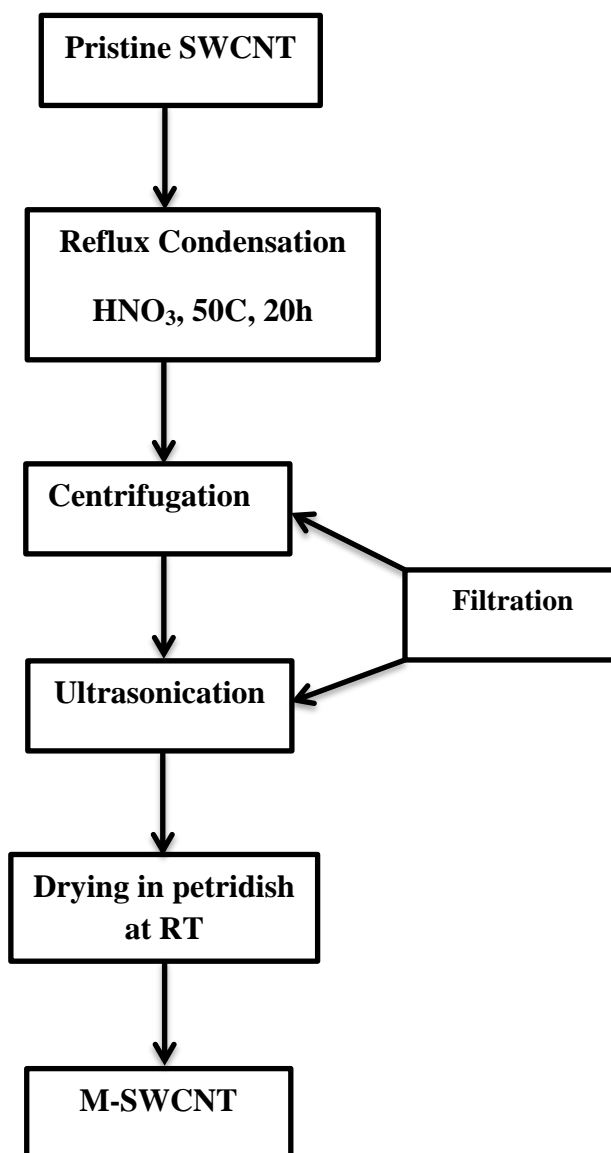 Pristine SWCNT
Reflux Condensation
HNO₃, 50C, 20h
Centrifugation
Filtration
Ultrasonication
Drying in petridish
at RT
M-SWCNT